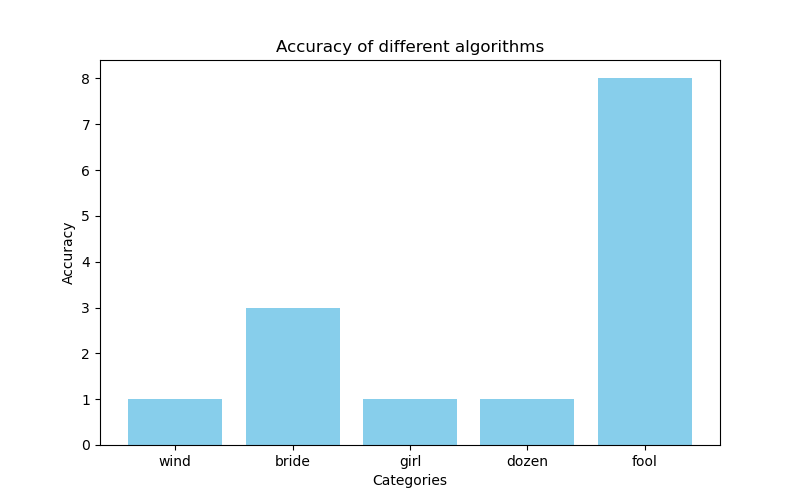 Accuracy of different algorithms
8
7
6
5
4
3
2
1
0
Accuracy
wind bride girl dozen fool
Categories